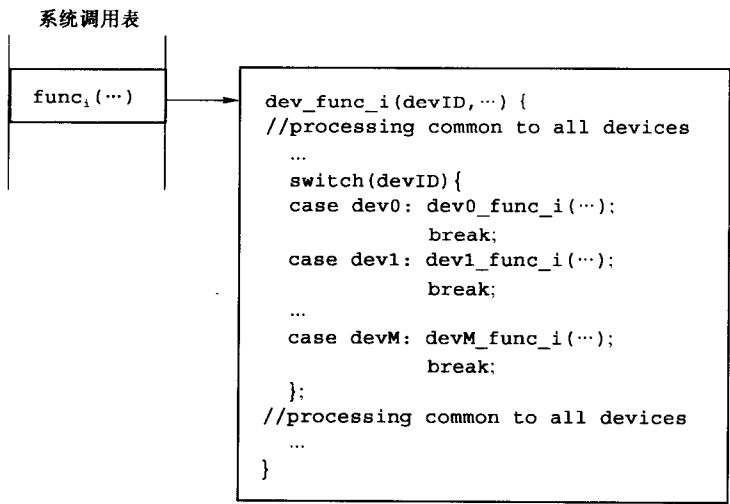 系统调用表
funcᵢ(…)
dev_func_i(devID,…) {
//processing common to all devices
…
switch(devID){
case dev0: dev0_func_i(…);
break;
case dev1: dev1_func_i(…);
break;
…
case devM: devM_func_i(…);
break;
};
//processing common to all devices
…
}